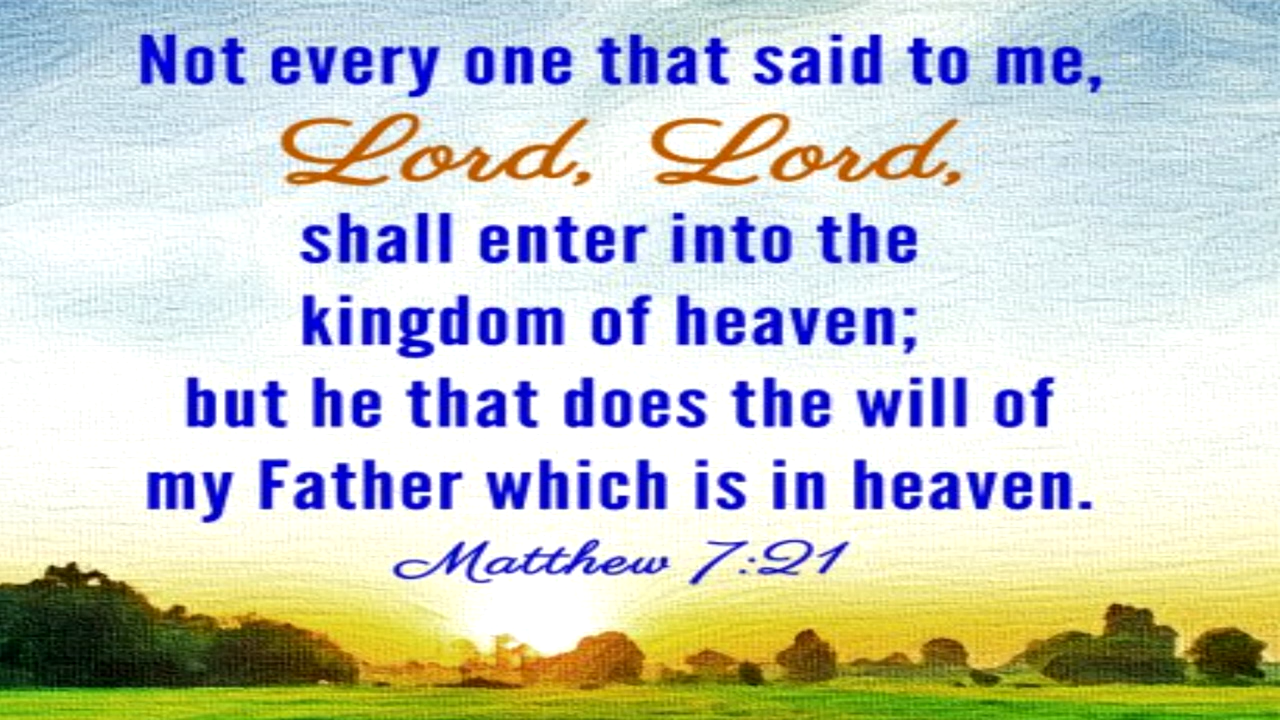 Not every one that said to me,
Lord, Lord,
shall enter into the
kingdom of heaven;
but he that does the will of
my Father which is in heaven.
Matthew 7:21